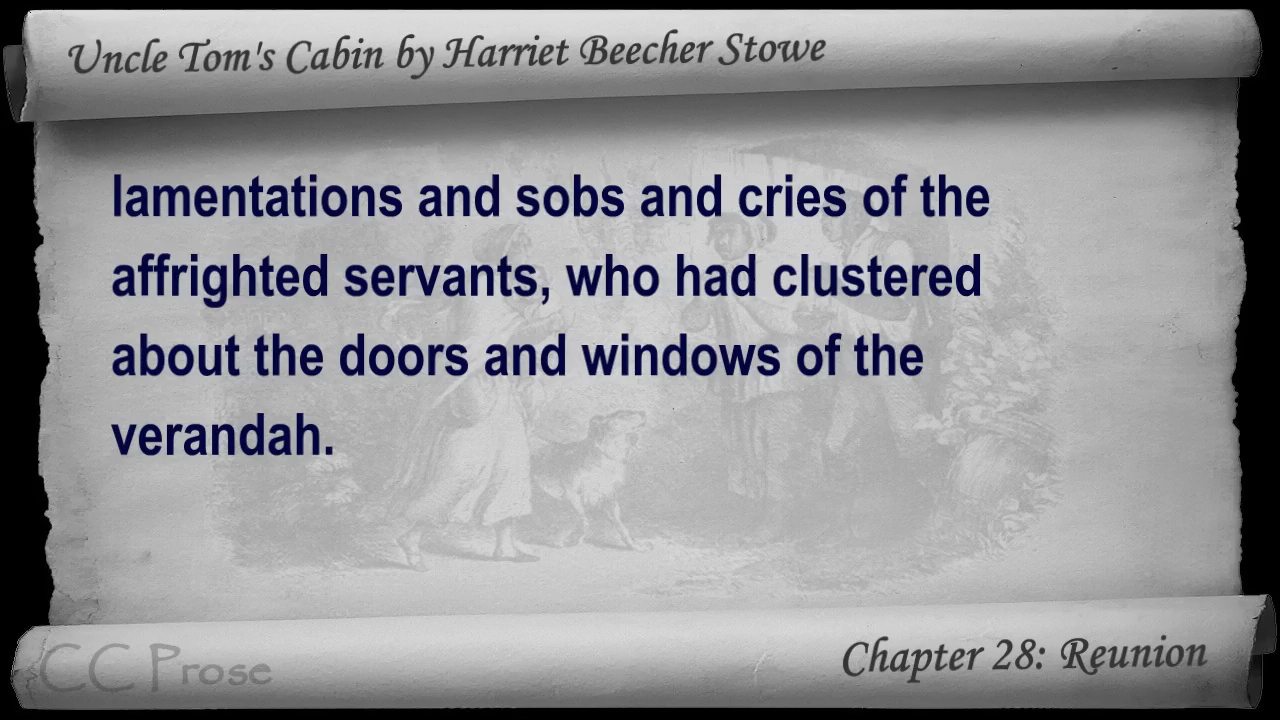 Uncle Tom's Cabin by Harriet Beecher Stowe
lamentations and sobs and cries of the
affrighted servants, who had clustered
about the doors and windows of the
verandah.
CC Prose
Chapter 28: Reunion